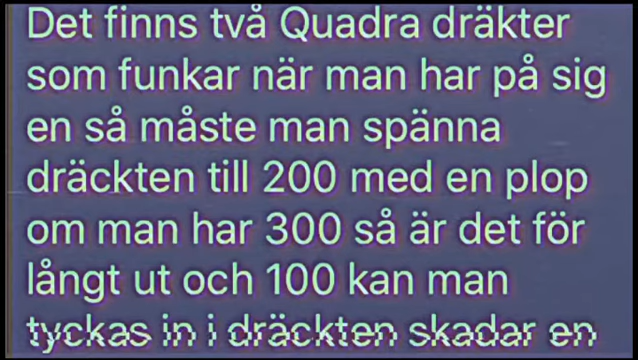 Det finns två Quadra dräkter
som funkar när man har på sig
en så måste man spänna
dräckten till 200 med en plop
om man har 300 så är det för
långt ut och 100 kan man
tyckas in i dräckten skadar en